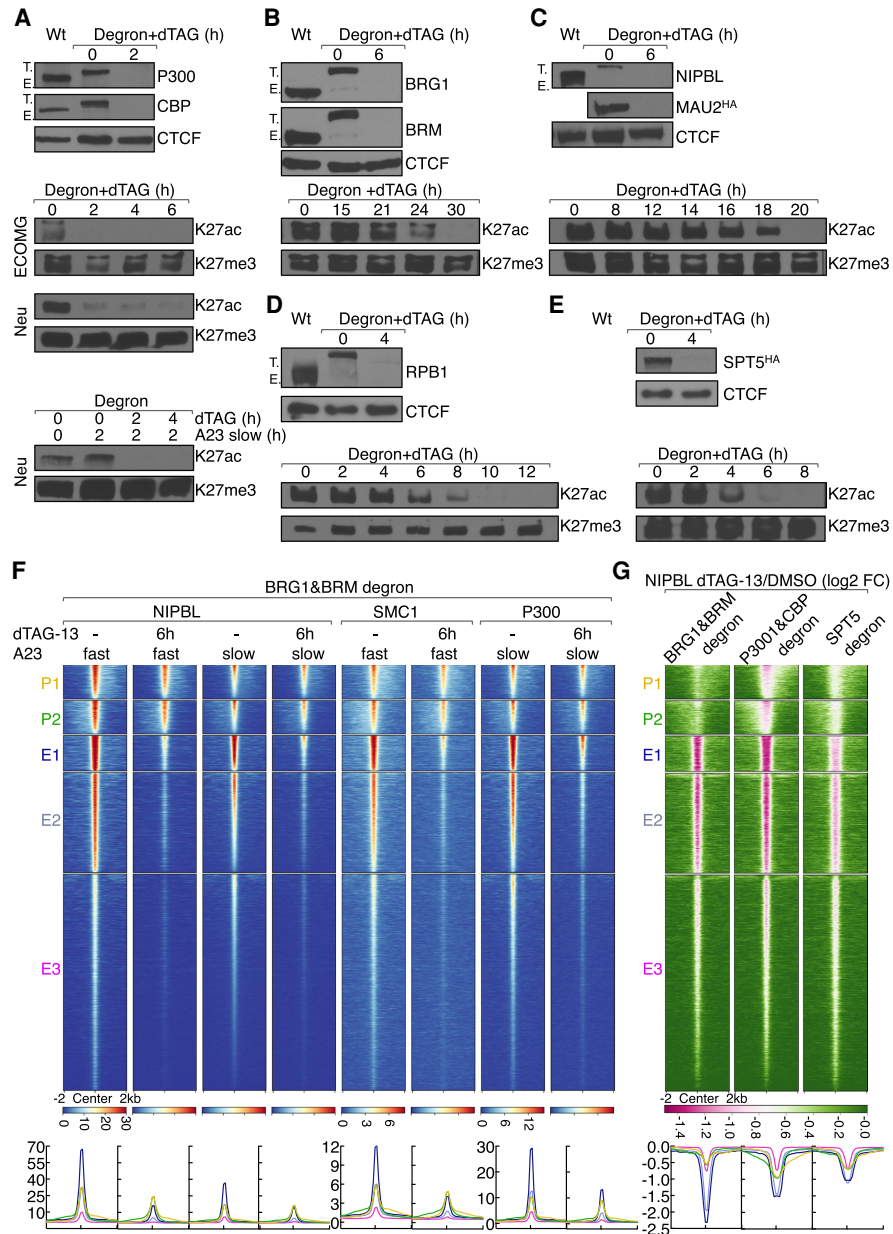 A
Wt
Degron+dTAG (h)
0 2
T.
E.
P300
T.
E.
CBP
CTCF
Degron+dTAG (h)
0 2 4 6
ECOMG
K27ac
K27me3
Neu
K27ac
K27me3
Degron
0 0 2 4 dTAG (h)
0 2 2 2 A23 slow (h)
Neu
K27ac
K27me3
B
Wt
Degron+dTAG (h)
0 6
T.
E.
BRG1
T.
E.
BRM
CTCF
Degron +dTAG (h)
0 15 21 24 30
K27ac
K27me3
C
Wt
Degron+dTAG (h)
0 6
T.
E.
NIPBL
MAU2HA
CTCF
Degron+dTAG (h)
0 8 12 14 16 18 20
K27ac
K27me3
D
Wt
Degron+dTAG (h)
0 4
T.
E.
RPB1
CTCF
Degron+dTAG (h)
0 2 4 6 8 10 12
K27ac
K27me3
E
Wt
Degron+dTAG (h)
0 4
SPT5HA
CTCF
Degron+dTAG (h)
0 2 4 6 8
K27ac
K27me3
F
BRG1&BRM degron
NIPBL SMC1 P300
dTAG-13 - 6h - 6h - 6h - 6h
A23 fast fast slow slow fast fast slow slow
P1
P2
E1
E2
E3
-2 Center 2kb
0 10 20 30
0 3 6
0 12
70
50
30
10
12
9
6
3
0
30
20
10
0
G
NIPBL dTAG-13/DMSO (log2 FC)
BRG1&BRM degron
P3001&CBP degron
SPT5 degron
P1
P2
E1
E2
E3
-2 Center 2kb
-1.4 -1.2 -0.8 -0.6 -0.4 -0.2 -0.0
0.0
-0.5
-1.0
-1.5
-2.0
-2.5